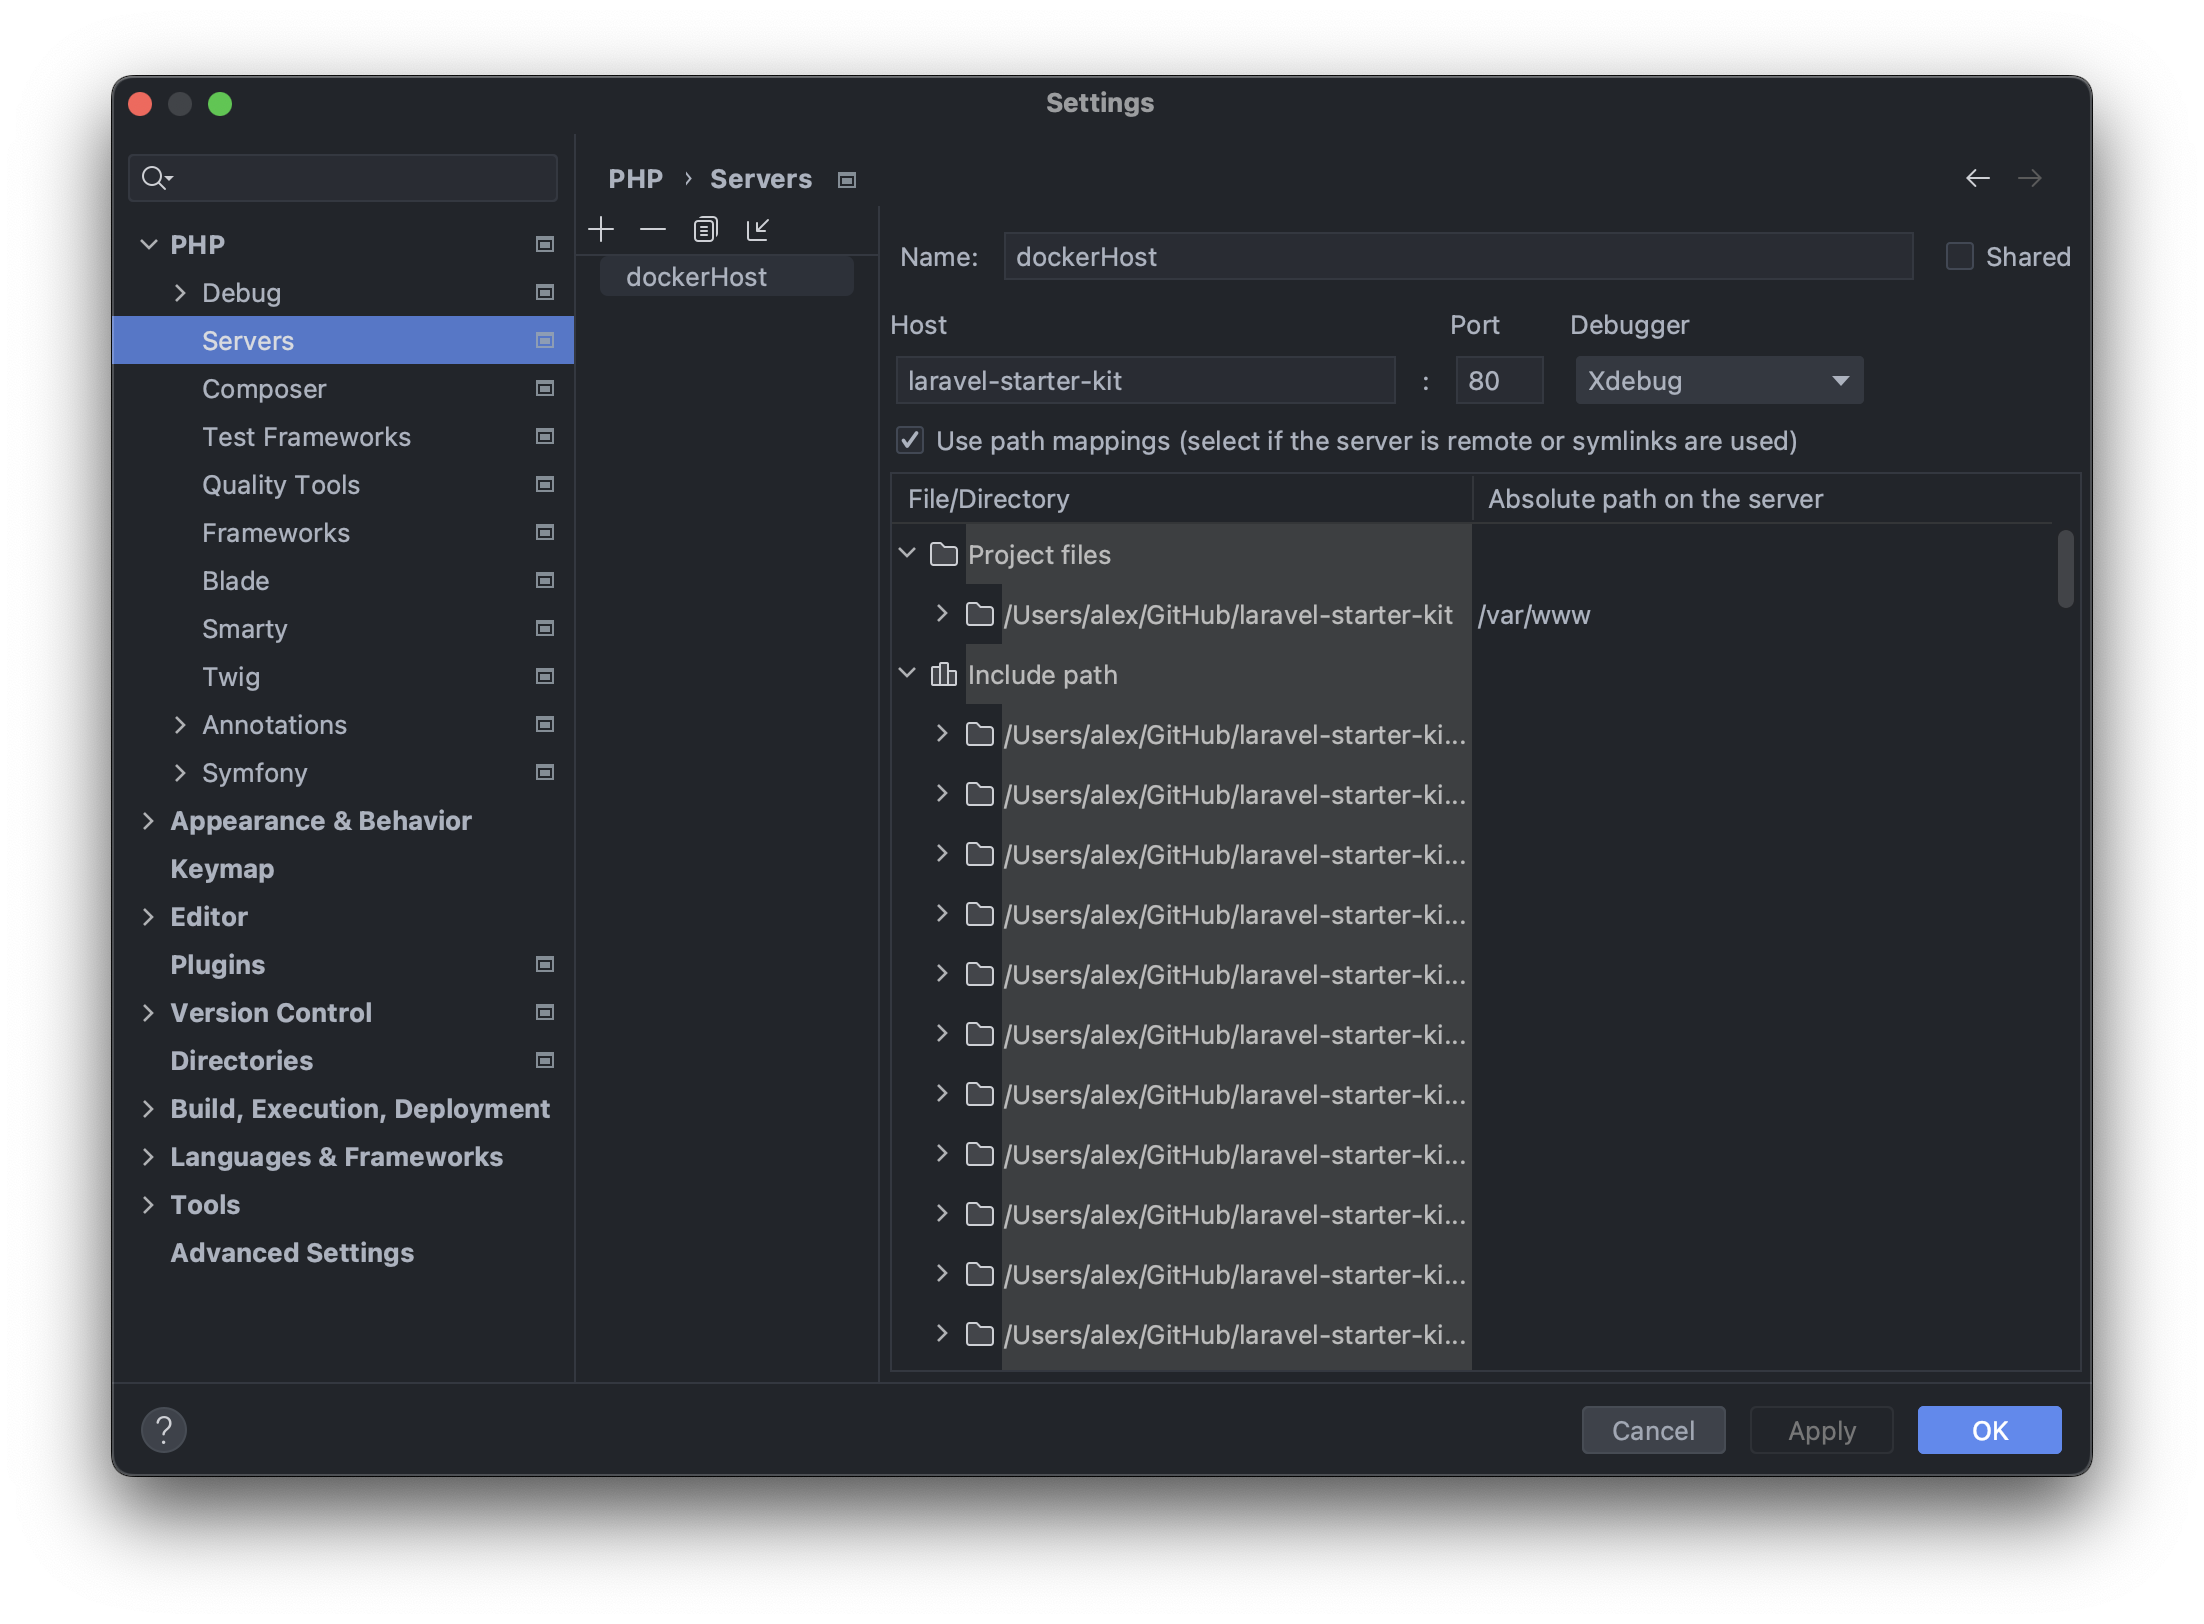 Settings
PHP
Debug
Servers
Composer
Test Frameworks
Quality Tools
Frameworks
Blade
Smarty
Twig
Annotations
Symfony
Appearance & Behavior
Keymap
Editor
Plugins
Version Control
Directories
Build, Execution, Deployment
Languages & Frameworks
Tools
Advanced Settings
PHP › Servers
dockerHost
Name: dockerHost Shared
Host Port Debugger
laravel-starter-kit : 80 Xdebug
Use path mappings (select if the server is remote or symlinks are used)
File/Directory Absolute path on the server
Project files
/Users/alex/GitHub/laravel-starter-kit /var/www
Include path
/Users/alex/GitHub/laravel-starter-ki...
/Users/alex/GitHub/laravel-starter-ki...
/Users/alex/GitHub/laravel-starter-ki...
/Users/alex/GitHub/laravel-starter-ki...
/Users/alex/GitHub/laravel-starter-ki...
/Users/alex/GitHub/laravel-starter-ki...
/Users/alex/GitHub/laravel-starter-ki...
/Users/alex/GitHub/laravel-starter-ki...
/Users/alex/GitHub/laravel-starter-ki...
/Users/alex/GitHub/laravel-starter-ki...
/Users/alex/GitHub/laravel-starter-ki...
? Cancel Apply OK